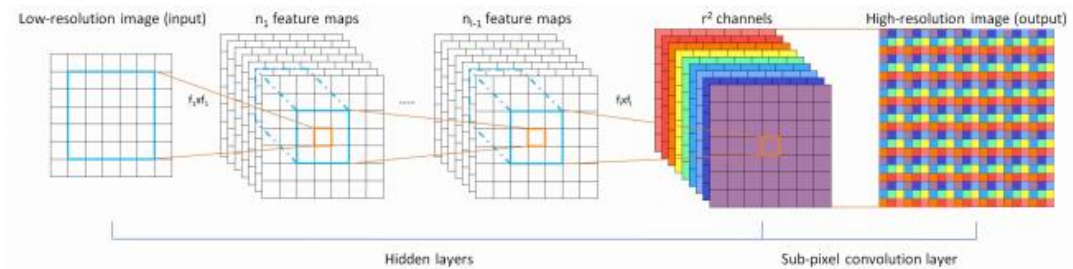 Low-resolution image (input)
n₁ feature maps
nₗ₋₁ feature maps
r² channels
High-resolution image (output)
f₁xf₁
.....
fₗxfₗ
Hidden layers
Sub-pixel convolution layer